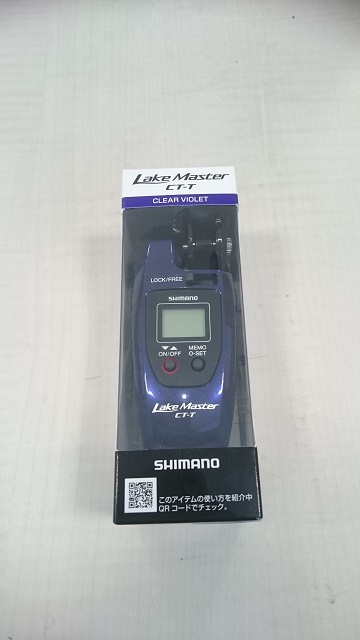 Lake Master
CT-T
CLEAR VIOLET
LOCK/FREE
SHIMANO
▼ ▲ MEMO
ON/OFF O-SET
Lake Master
CT-T
SHIMANO
このアイテムの使い方を紹介中
QRコードでチェック。